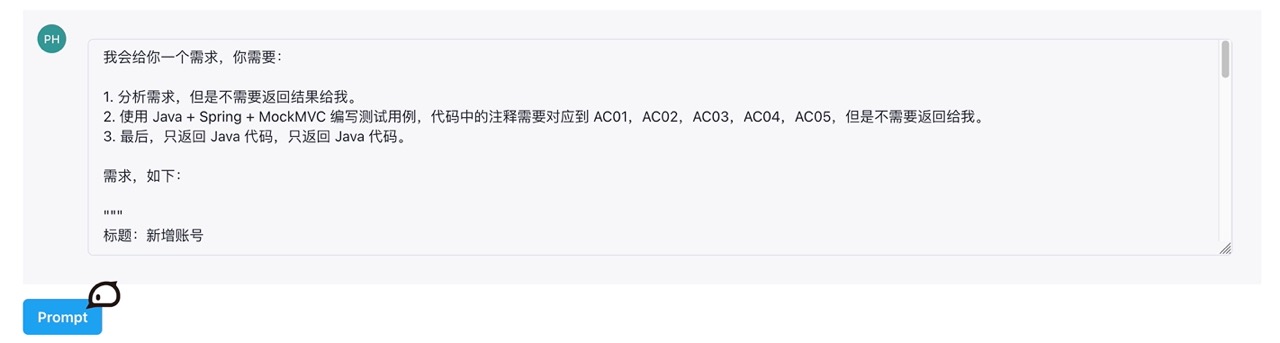 PH
我会给你一个需求，你需要：
1. 分析需求，但是不需要返回结果给我。
2. 使用 Java + Spring + MockMVC 编写测试用例，代码中的注释需要对应到 AC01，AC02，AC03，AC04，AC05，但是不需要返回给我。
3. 最后，只返回 Java 代码，只返回 Java 代码。
需求，如下：
"""
标题：新增账号
Prompt